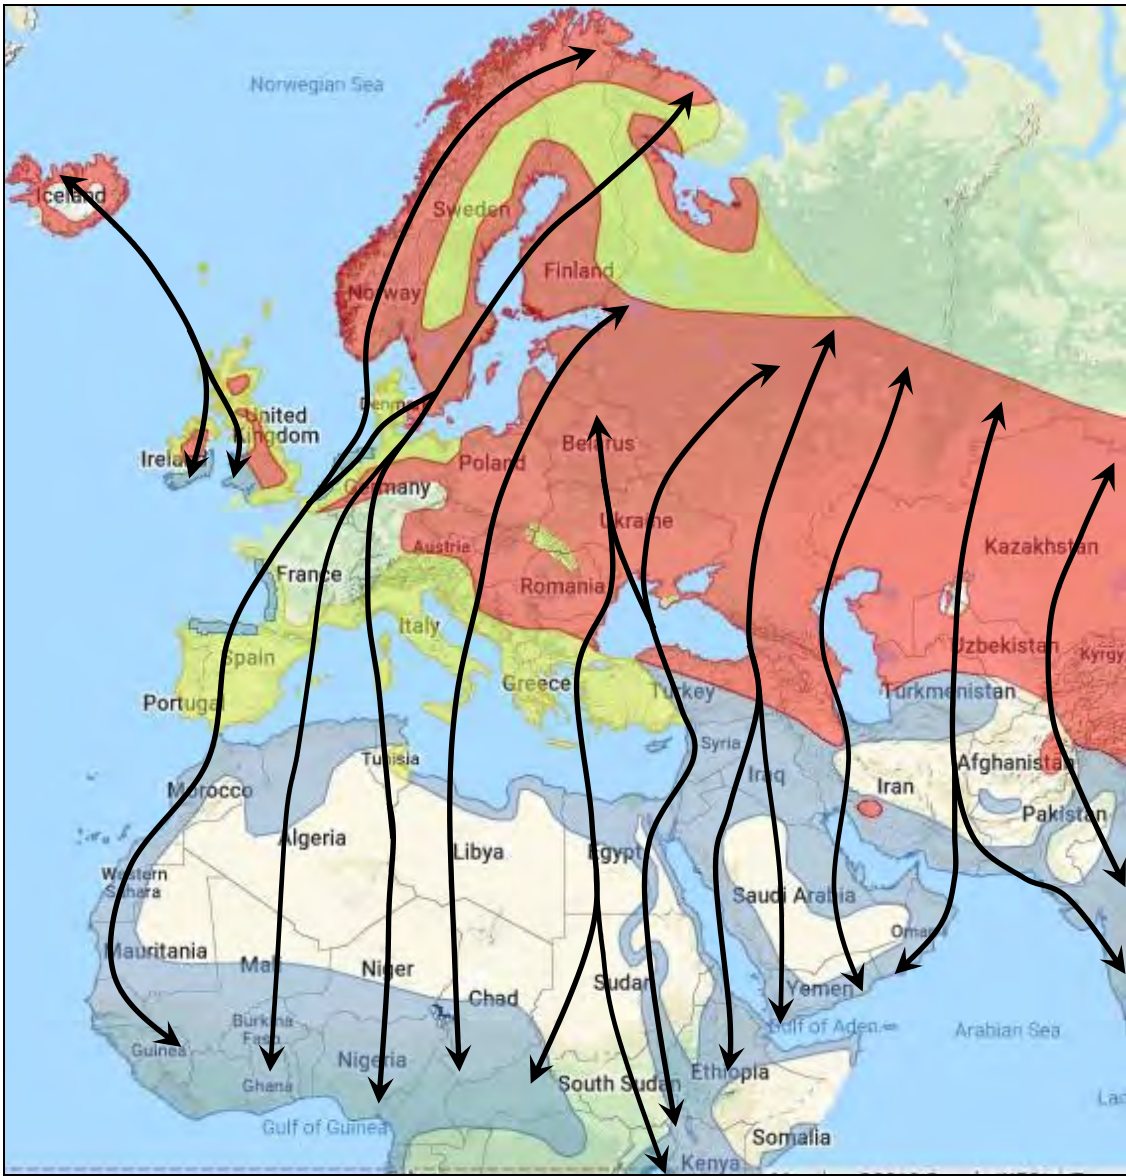 Norwegian Sea
Iceland
Sweden
Finland
Norway
Denmark
United
Kingdom
Ireland
Belarus
Poland
Germany
Ukraine
Austria
Kazakhstan
France
Romania
Italy
Uzbekistan
Spain
Kyrgy
Greece
Turkey
Turkmenistan
Portugal
Syria
Tunisia
Afghanistan
Iraq
Morocco
Iran
Pakistan
Algeria
Libya
Egypt
Western
Sahara
Saudi Arabia
Oman
Mauritania
Mali
Niger
Sudan
Chad
Yemen
Burkina
Faso
Gulf of Aden
Arabian Sea
Guinea
Nigeria
Ethiopia
Ghana
South Sudan
Lac
Gulf of Guinea
Somalia
Kenya